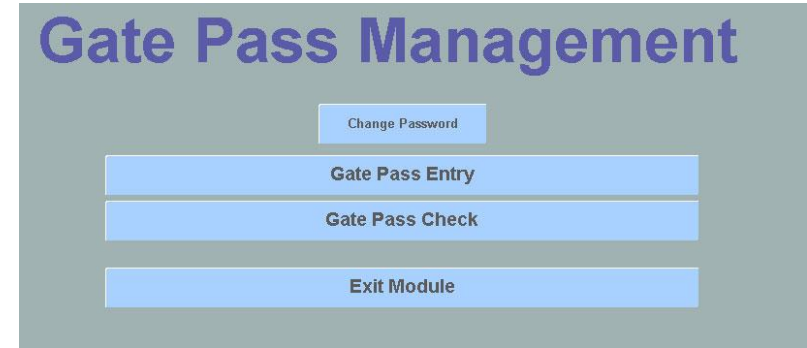 Gate Pass Management
Change Password
Gate Pass Entry
Gate Pass Check
Exit Module